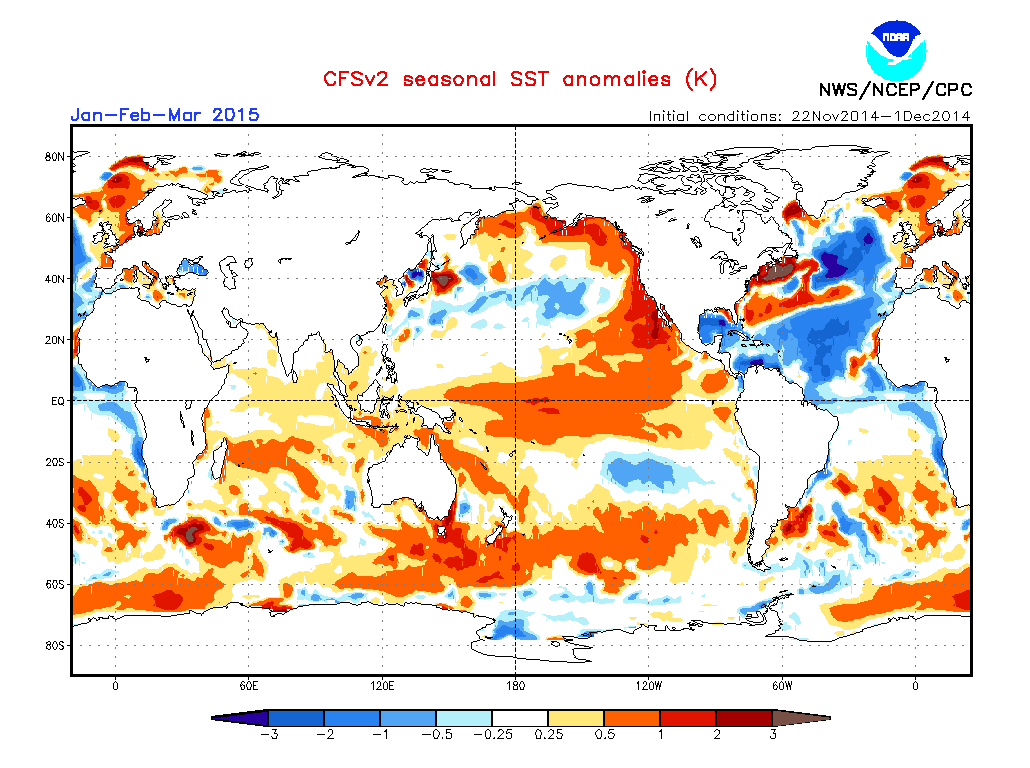 NOAA
CFSv2 seasonal SST anomalies (K)
NWS/NCEP/CPC
Jan-Feb-Mar 2015
Initial conditions: 22Nov2014-1Dec2014
80N
60N
40N
20N
EQ
20S
40S
60S
80S
0 60E 120E 180 120W 60W 0
-3 -2 -1 -0.5 -0.25 0.25 0.5 1 2 3